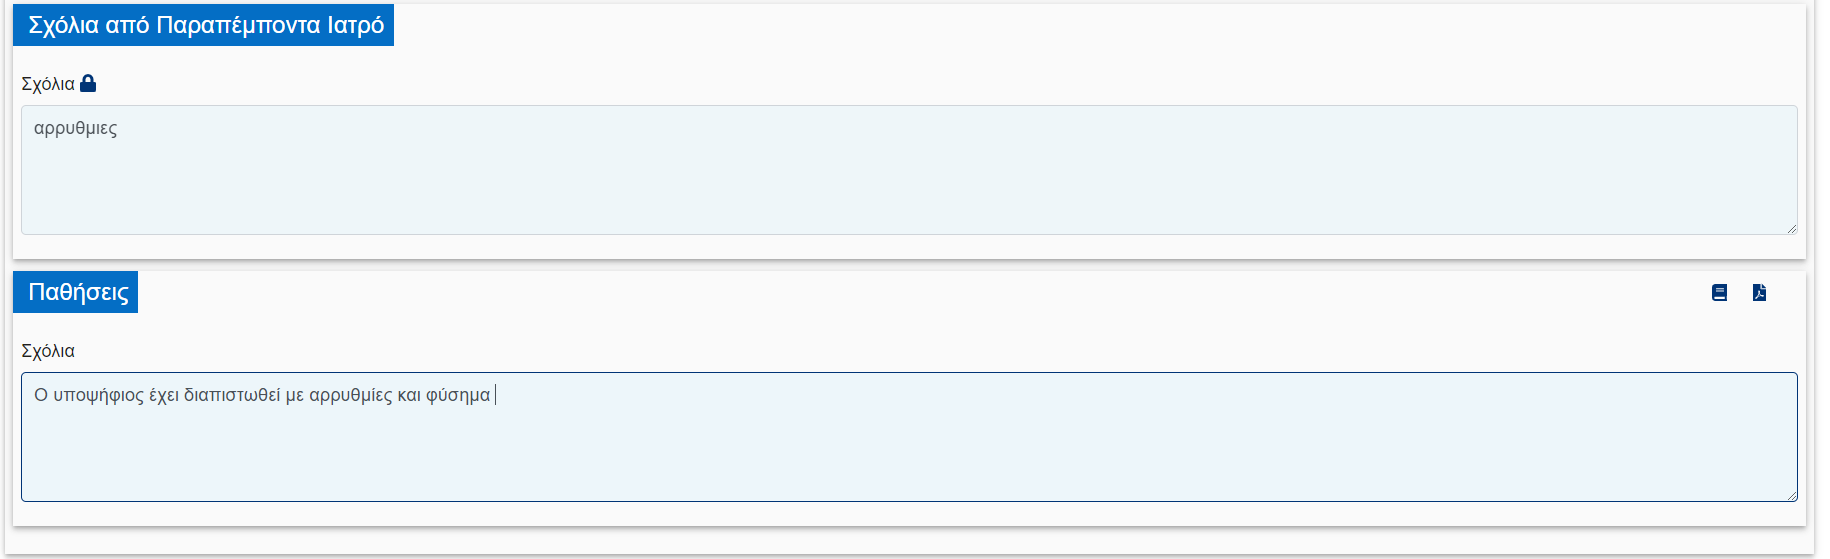 Σχόλια από Παραπέμποντα Ιατρό
Σχόλια
αρρυθμιες
Παθήσεις
Σχόλια
Ο υποψήφιος έχει διαπιστωθεί με αρρυθμίες και φύσημα